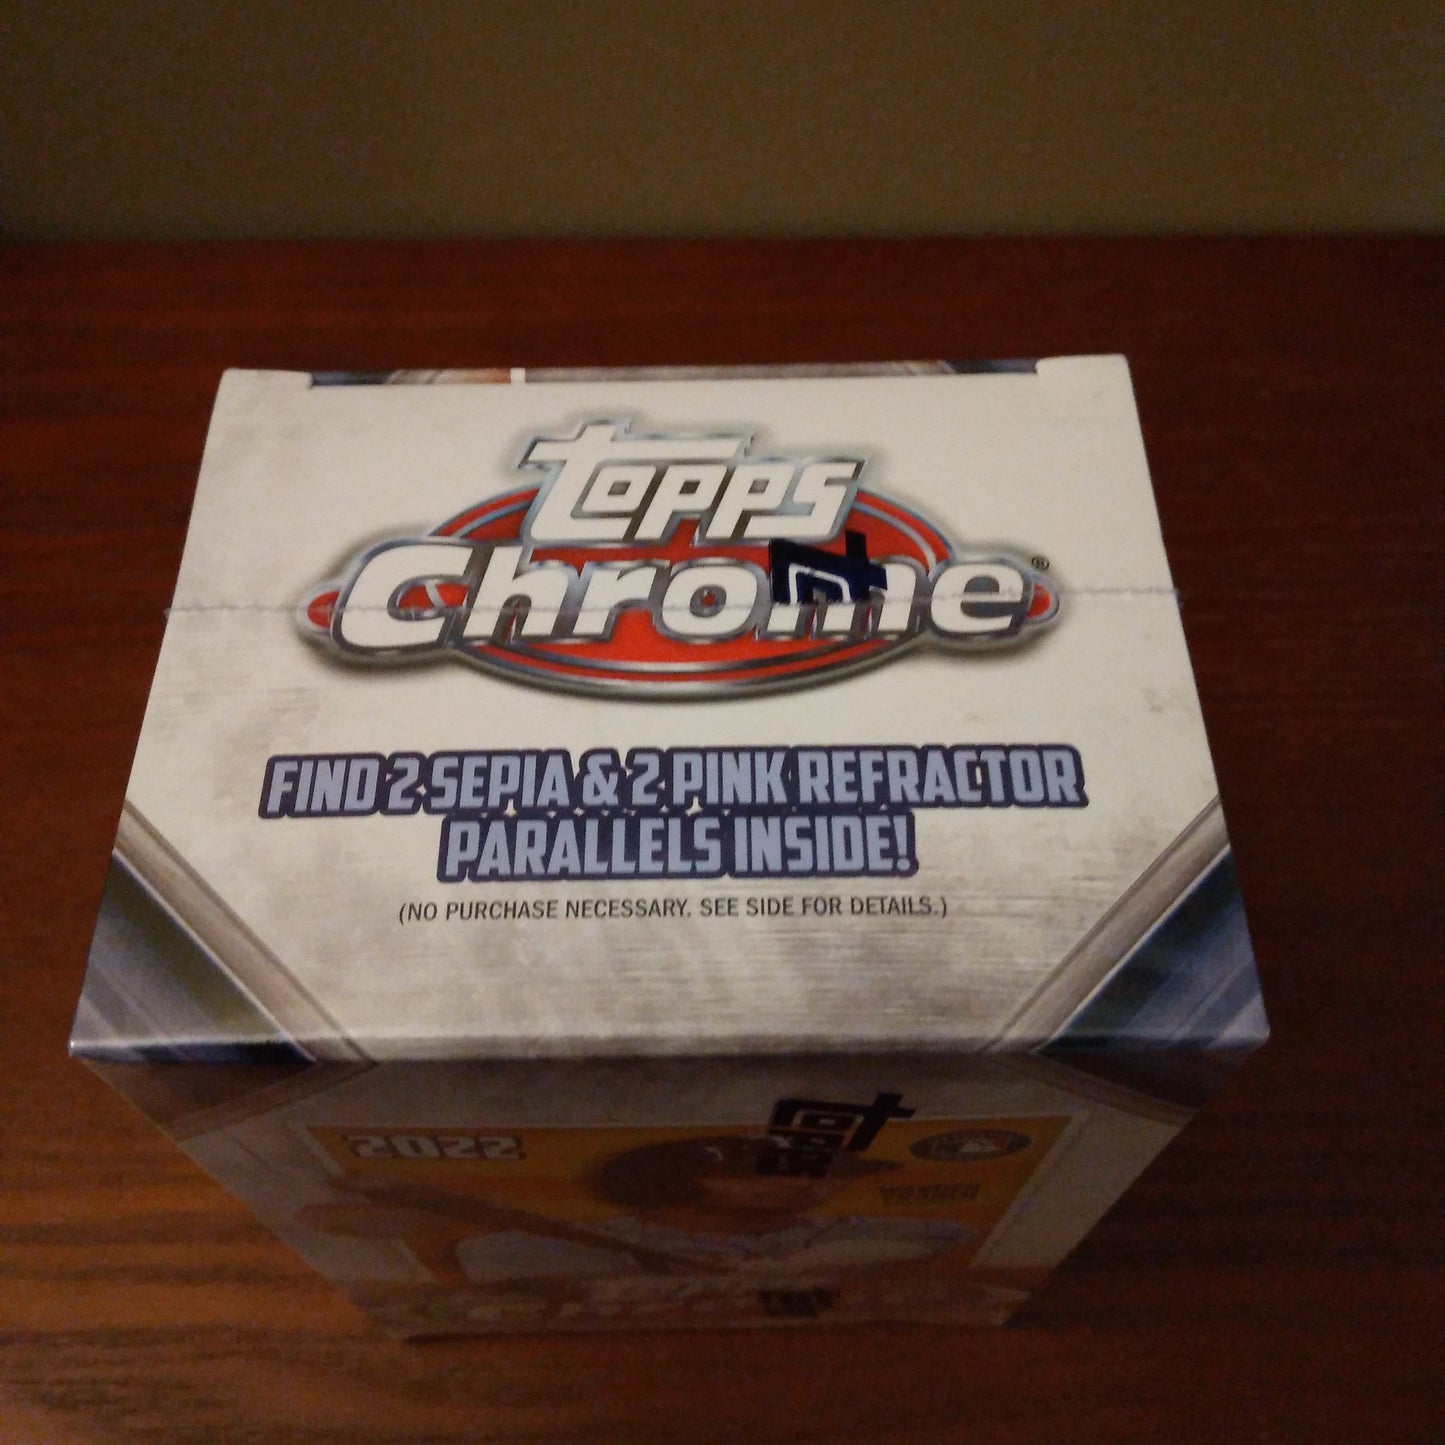 Topps
Chrome®
FIND 2 SEPIA & 2 PINK REFRACTOR
PARALLELS INSIDE!
(NO PURCHASE NECESSARY. SEE SIDE FOR DETAILS.)
2022